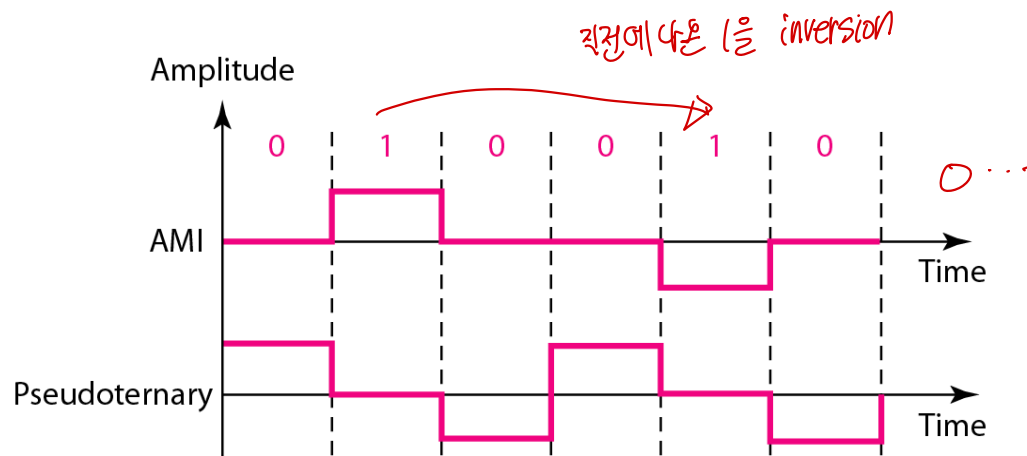 직전에 나온 1을 inversion
Amplitude
0 1 0 0 1 0
0 ...
AMI
Time
Pseudoternary
Time